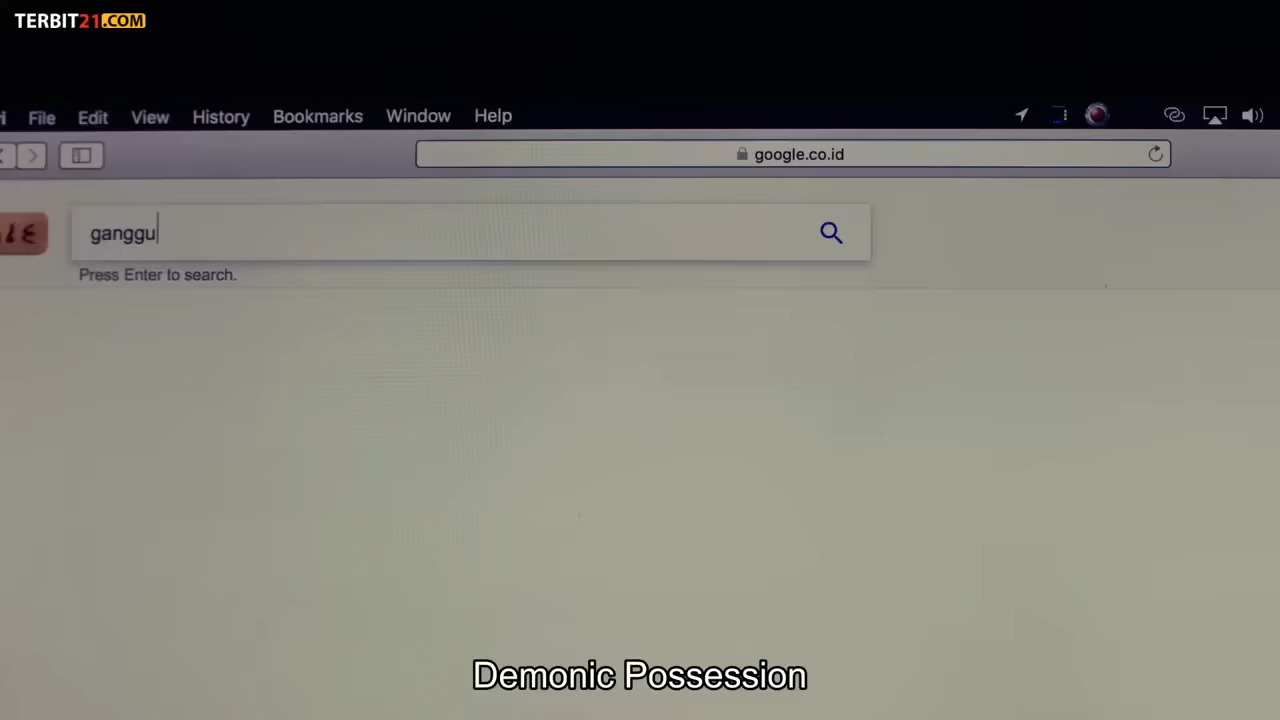 TERBIT21.COM
File Edit View History Bookmarks Window Help
google.co.id
ganggu
Press Enter to search.
Demonic Possession